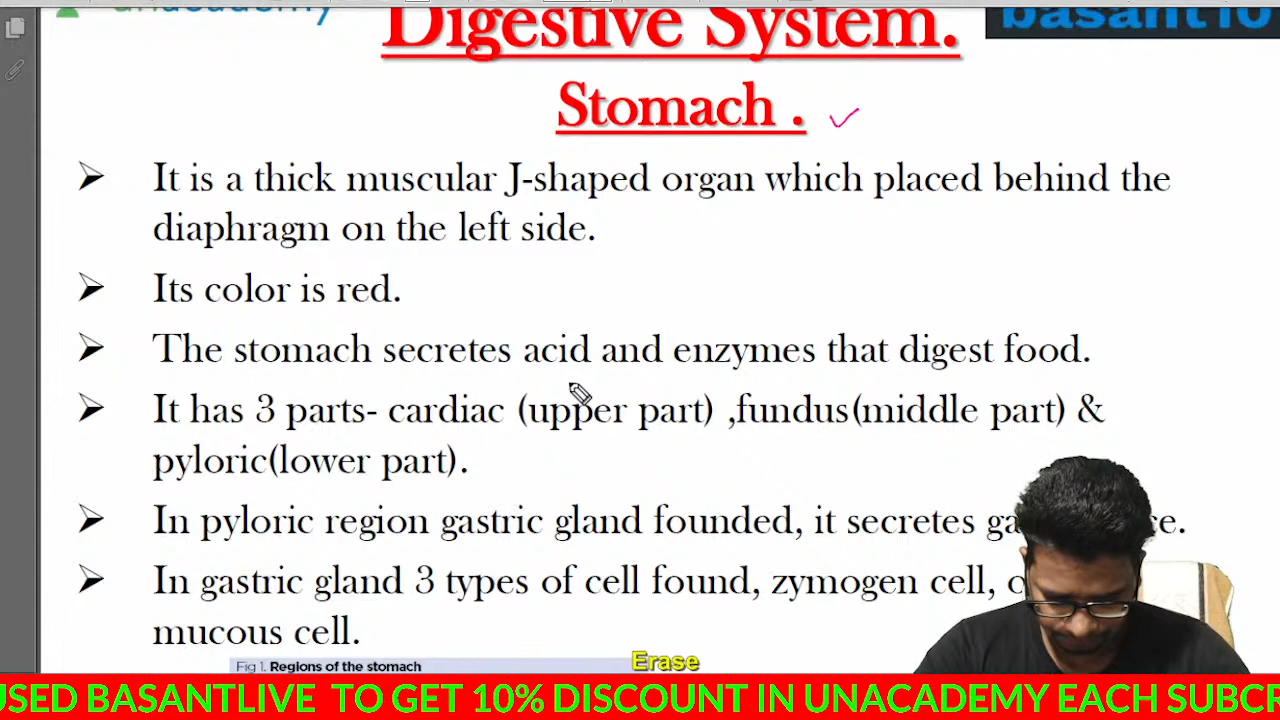 Digestive System.
Stomach .
It is a thick muscular J-shaped organ which placed behind the
diaphragm on the left side.
Its color is red.
The stomach secretes acid and enzymes that digest food.
It has 3 parts- cardiac (upper part) ,fundus(middle part) &
pyloric(lower part).
In pyloric region gastric gland founded, it secretes
In gastric gland 3 types of cell found, zymogen cell,
mucous cell.
Fig 1. Regions of the stomach
Erase
USED BASANTLIVE TO GET 10% DISCOUNT IN UNACADEMY EACH SUBCR